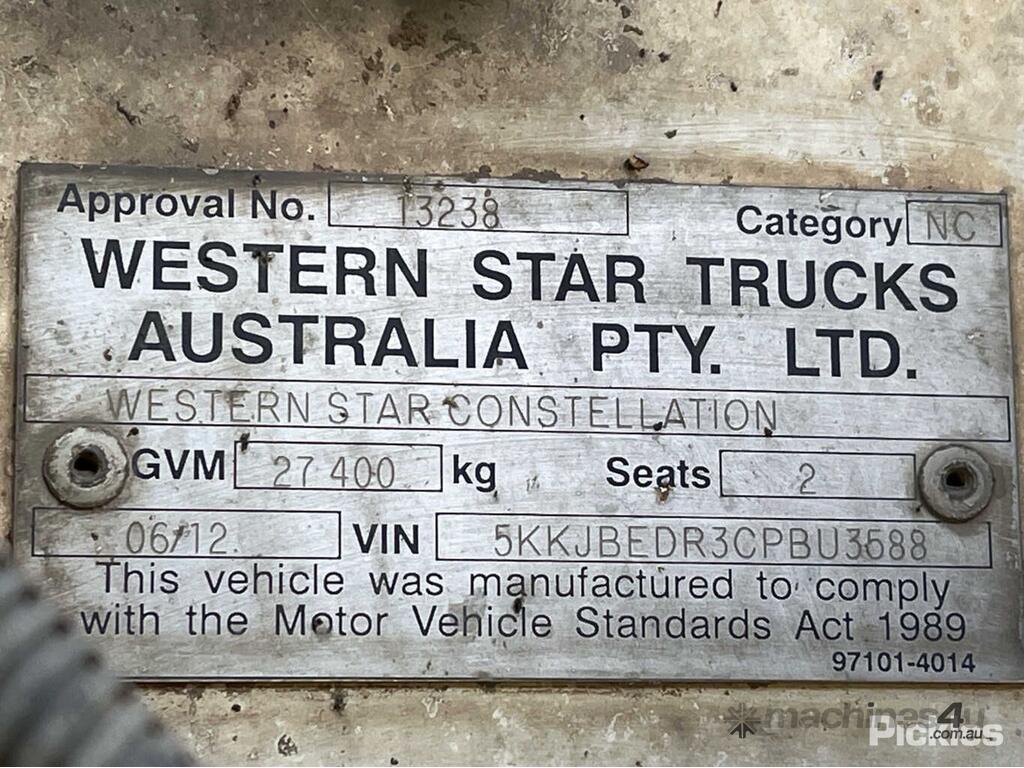 Approval No. 13238 Category NC
WESTERN STAR TRUCKS
AUSTRALIA PTY. LTD.
WESTERN STAR CONSTELLATION
GVM 27 400 kg Seats 2
06/12 VIN 5KKJBEDR3CPBU3688
This vehicle was manufactured to comply
with the Motor Vehicle Standards Act 1989
97101-4014
machines4u
.com.au
Pickles